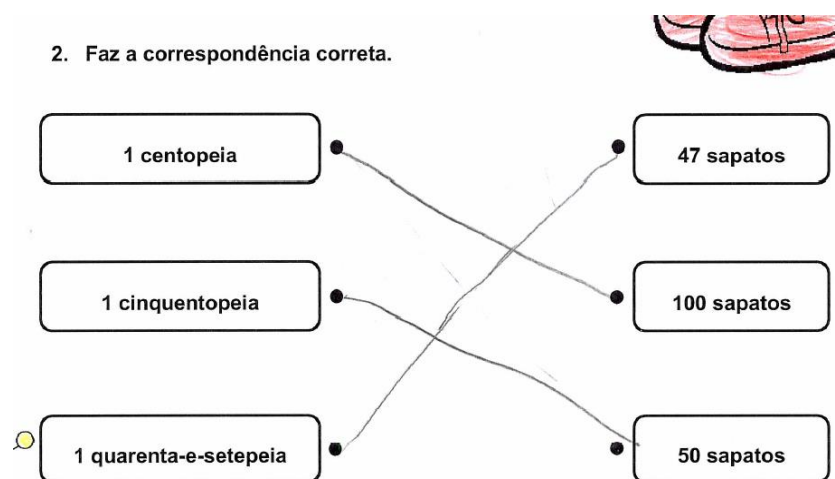 2. Faz a correspondência correta.
1 centopeia
47 sapatos
1 cinquentopeia
100 sapatos
1 quarenta-e-setepeia
50 sapatos